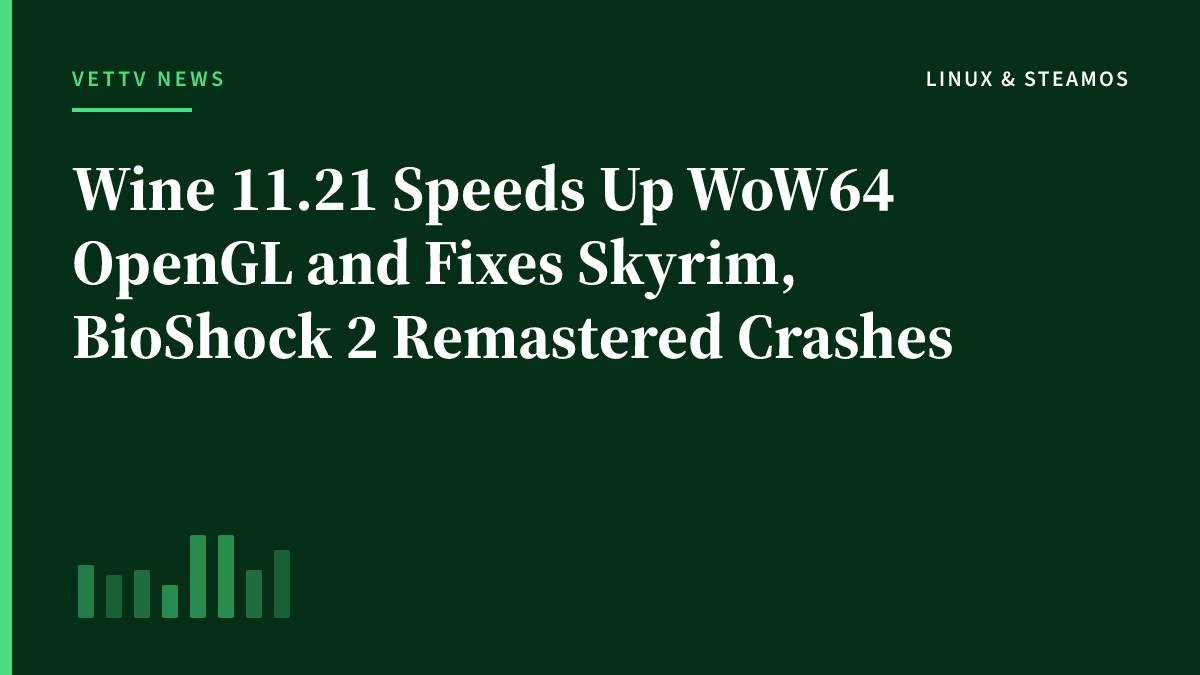 VETTV NEWS
LINUX & STEAMOS
Wine 11.21 Speeds Up WoW64
OpenGL and Fixes Skyrim,
BioShock 2 Remastered Crashes